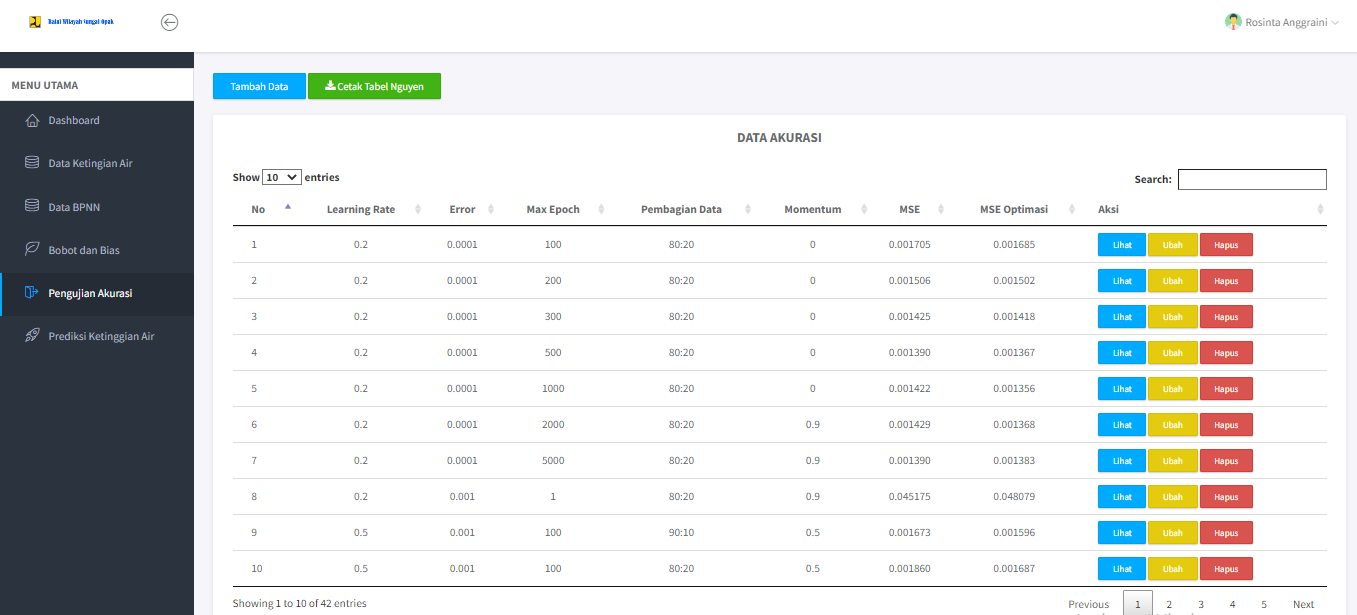 Balai Wilayah Sungai Opak
Rosinta Anggraini
MENU UTAMA
Dashboard
Data Ketingian Air
Data BPNN
Bobot dan Bias
Pengujian Akurasi
Prediksi Ketinggian Air
Tambah Data
Cetak Tabel Nguyen
DATA AKURASI
Show 10 entries
Search:
No Learning Rate Error Max Epoch Pembagian Data Momentum MSE MSE Optimasi Aksi
1 0.2 0.0001 100 80:20 0 0.001705 0.001685 Lihat Ubah Hapus
2 0.2 0.0001 200 80:20 0 0.001506 0.001502 Lihat Ubah Hapus
3 0.2 0.0001 300 80:20 0 0.001425 0.001418 Lihat Ubah Hapus
4 0.2 0.0001 500 80:20 0 0.001390 0.001367 Lihat Ubah Hapus
5 0.2 0.0001 1000 80:20 0 0.001422 0.001356 Lihat Ubah Hapus
6 0.2 0.0001 2000 80:20 0.9 0.001429 0.001368 Lihat Ubah Hapus
7 0.2 0.0001 5000 80:20 0.9 0.001390 0.001383 Lihat Ubah Hapus
8 0.2 0.001 1 80:20 0.9 0.045175 0.048079 Lihat Ubah Hapus
9 0.5 0.001 100 90:10 0.5 0.001673 0.001596 Lihat Ubah Hapus
10 0.5 0.001 100 80:20 0.5 0.001860 0.001687 Lihat Ubah Hapus
Showing 1 to 10 of 42 entries
Previous 1 2 3 4 5 Next